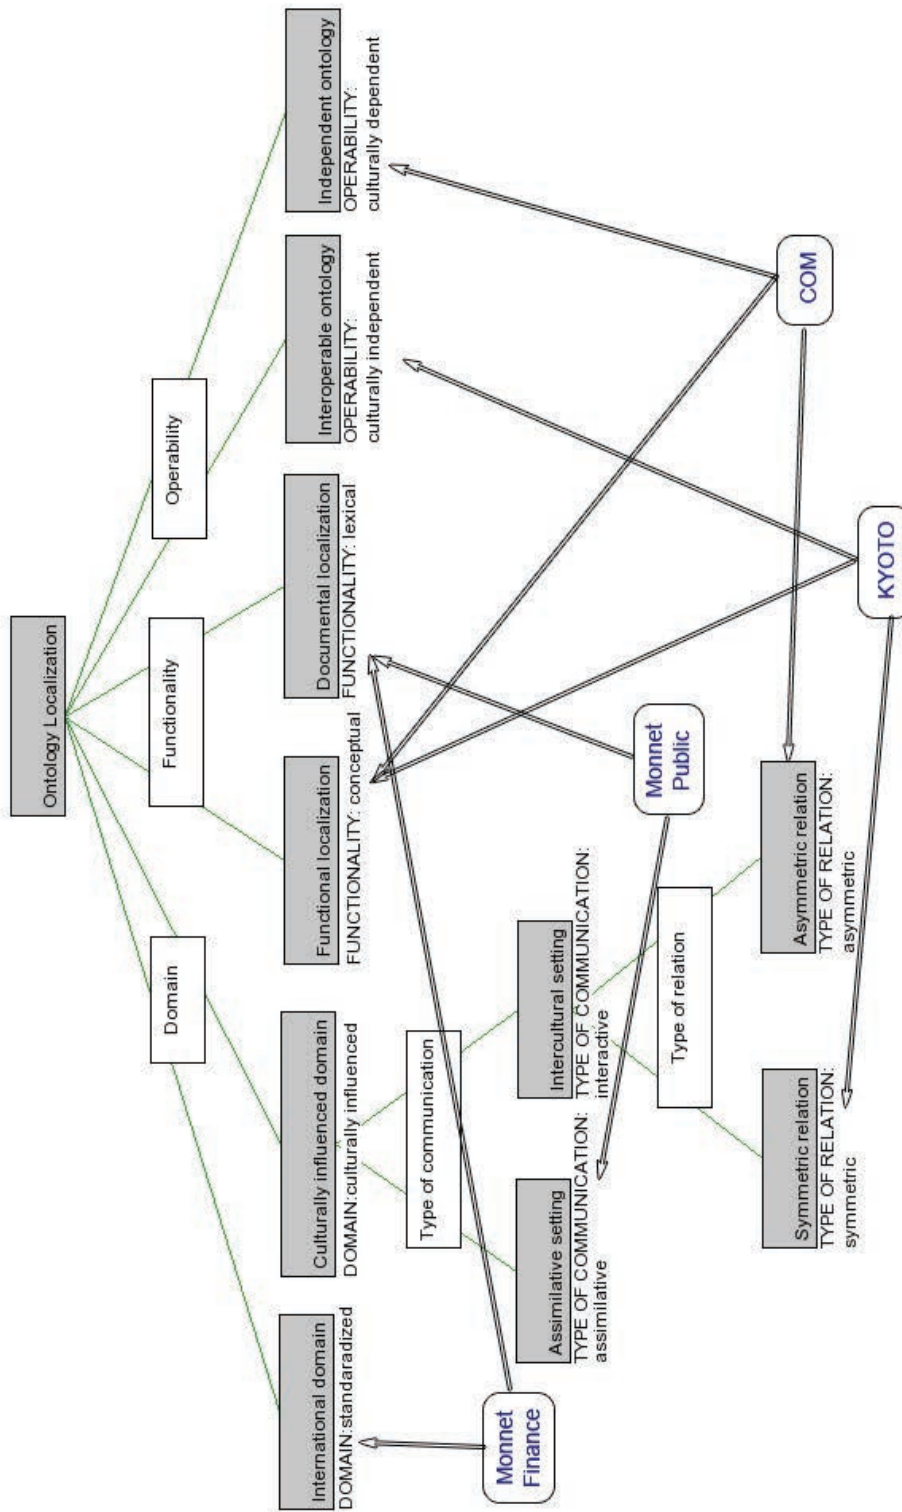 Ontology Localization
Domain
Functionality
Operability
International domain
DOMAIN:standaradized
Culturally influenced domain
DOMAIN:culturally influenced
Functional localization
FUNCTIONALITY: conceptual
Documental localization
FUNCTIONALITY: lexical
Interoperable ontology
OPERABILITY:
culturally independent
Independent ontology
OPERABILITY:
culturally dependent
Type of communication
Monnet
Finance
Assimilative setting
TYPE OF COMMUNICATION:
assimilative
Intercultural setting
TYPE OF COMMUNICATION:
interactive
Type of relation
Monnet
Public
Symmetric relation
TYPE OF RELATION:
symmetric
Asymmetric relation
TYPE OF RELATION:
asymmetric
COM
KYOTO